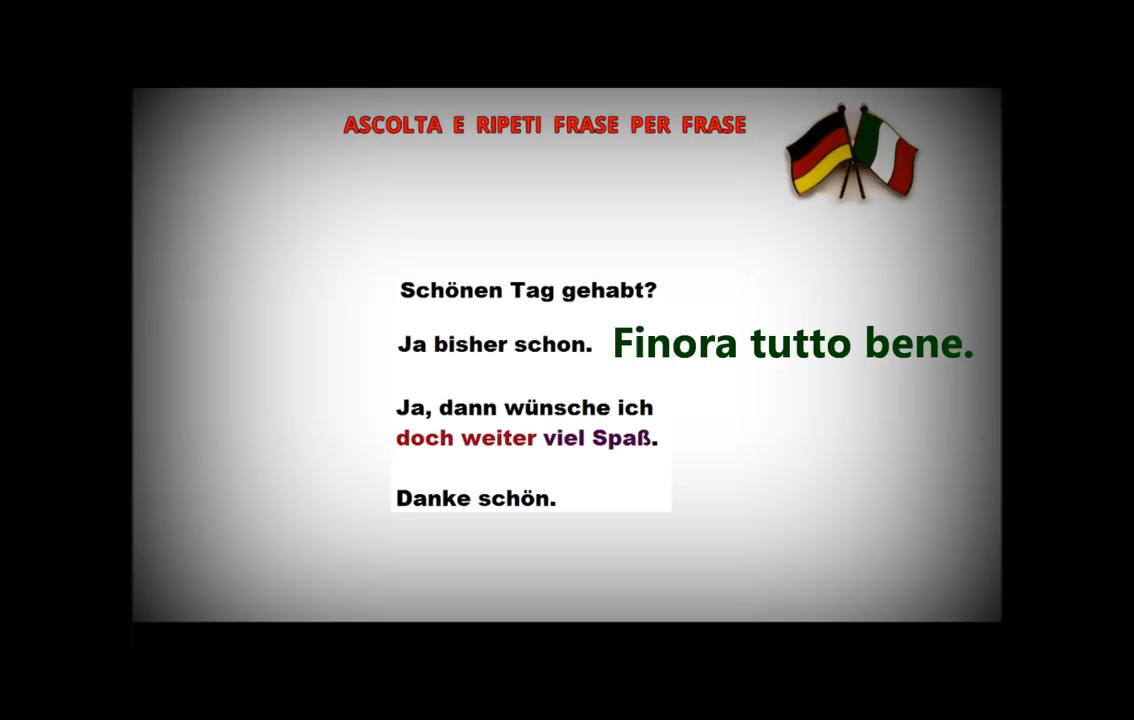 ASCOLTA E RIPETI FRASE PER FRASE
Schönen Tag gehabt?
Ja bisher schon. Finora tutto bene.
Ja, dann wünsche ich
doch weiter viel Spaß.
Danke schön.